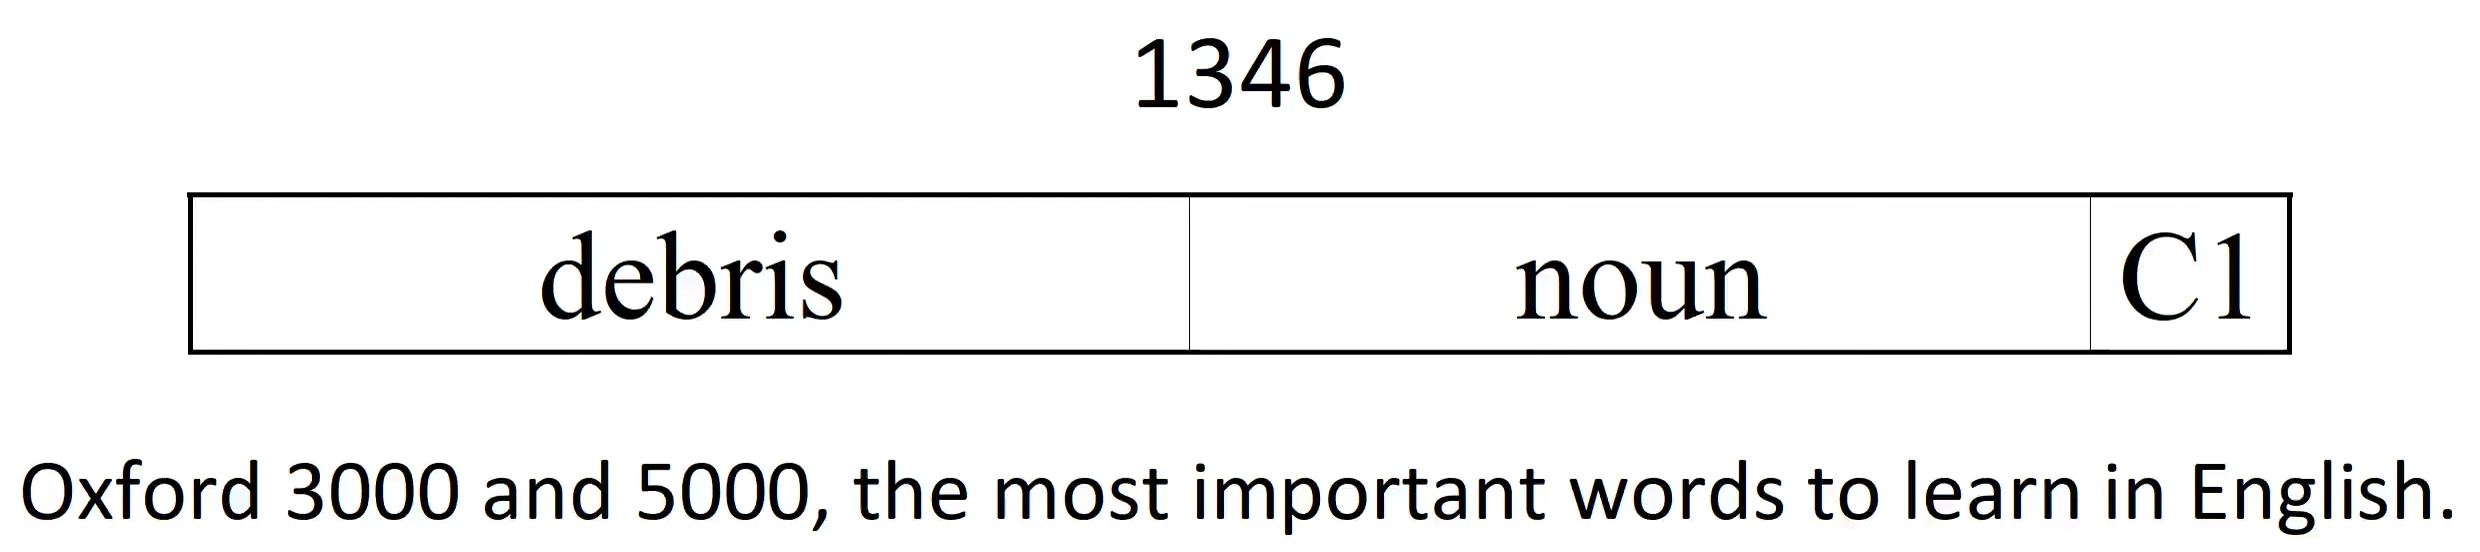 1346
debris noun C1
Oxford 3000 and 5000, the most important words to learn in English.